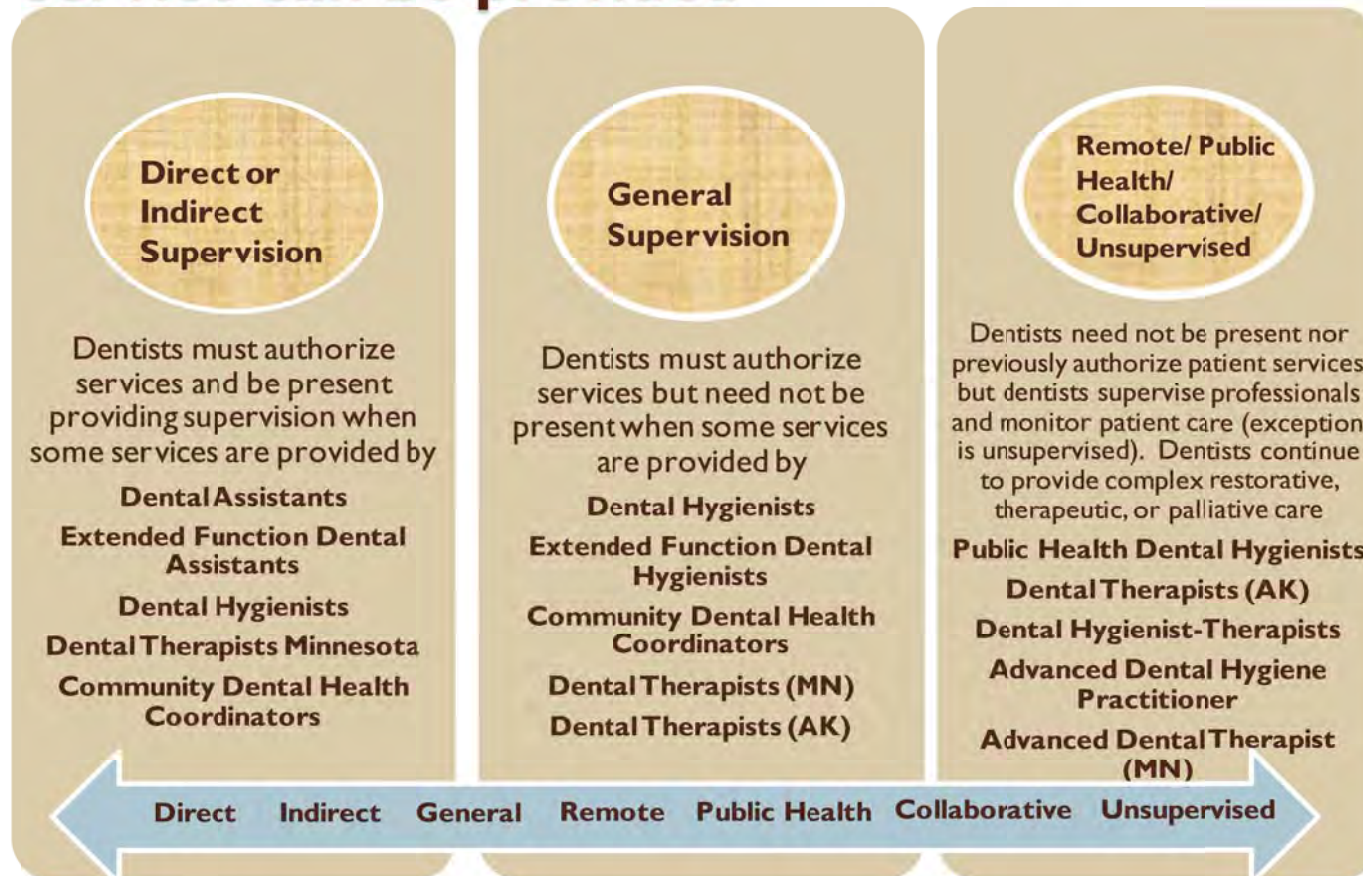 Direct or
Indirect
Supervision
Dentists must authorize
services and be present
providing supervision when
some services are provided by
Dental Assistants
Extended Function Dental
Assistants
Dental Hygienists
Dental Therapists Minnesota
Community Dental Health
Coordinators
General
Supervision
Dentists must authorize
services but need not be
present when some services
are provided by
Dental Hygienists
Extended Function Dental
Hygienists
Community Dental Health
Coordinators
Dental Therapists (MN)
Dental Therapists (AK)
Remote/ Public
Health/
Collaborative/
Unsupervised
Dentists need not be present nor
previously authorize patient services
but dentists supervise professionals
and monitor patient care (exception
is unsupervised). Dentists continue
to provide complex restorative,
therapeutic, or palliative care
Public Health Dental Hygienists
Dental Therapists (AK)
Dental Hygienist-Therapists
Advanced Dental Hygiene
Practitioner
Advanced Dental Therapist
(MN)
Direct Indirect General Remote Public Health Collaborative Unsupervised